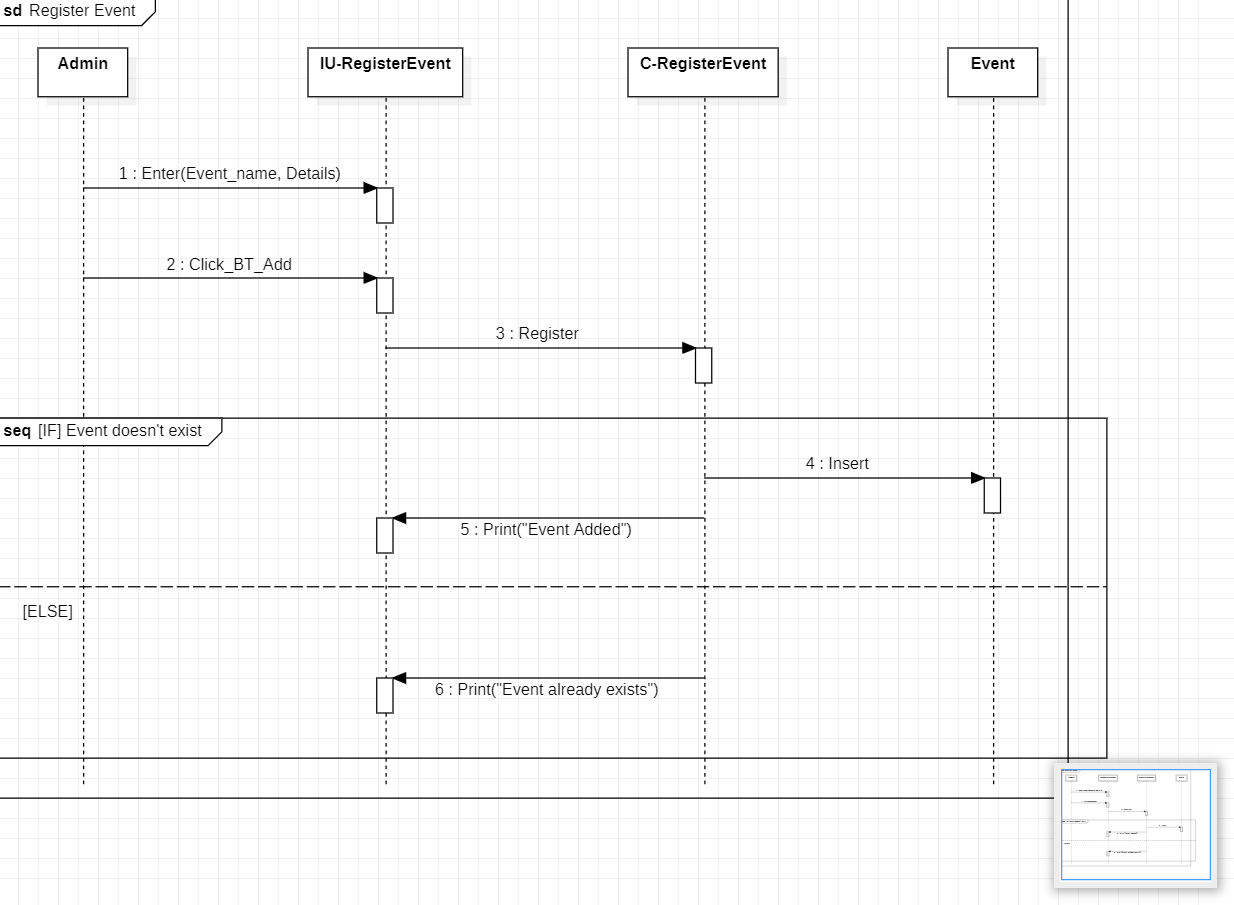 sd Register Event
Admin
IU-RegisterEvent
C-RegisterEvent
Event
1 : Enter(Event_name, Details)
2 : Click_BT_Add
3 : Register
seq [IF] Event doesn't exist
4 : Insert
5 : Print("Event Added")
[ELSE]
6 : Print("Event already exists")